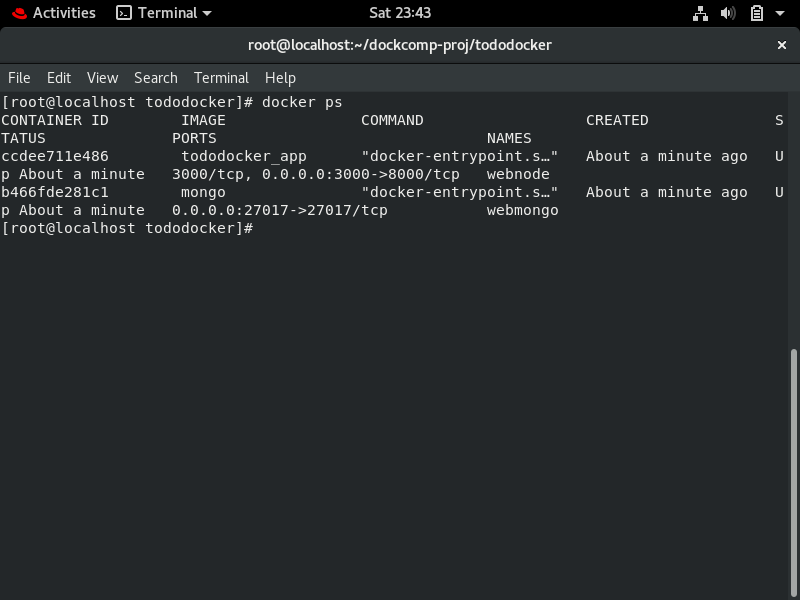 Activities Terminal Sat 23:43
root@localhost:~/dockcomp-proj/tododocker ×
File Edit View Search Terminal Help
[root@localhost tododocker]# docker ps
CONTAINER ID        IMAGE               COMMAND                  CREATED              S
TATUS              PORTS                              NAMES
ccdee711e486        tododocker_app      "docker-entrypoint.s…"   About a minute ago   U
p About a minute   3000/tcp, 0.0.0.0:3000->8000/tcp   webnode
b466fde281c1        mongo               "docker-entrypoint.s…"   About a minute ago   U
p About a minute   0.0.0.0:27017->27017/tcp           webmongo
[root@localhost tododocker]#